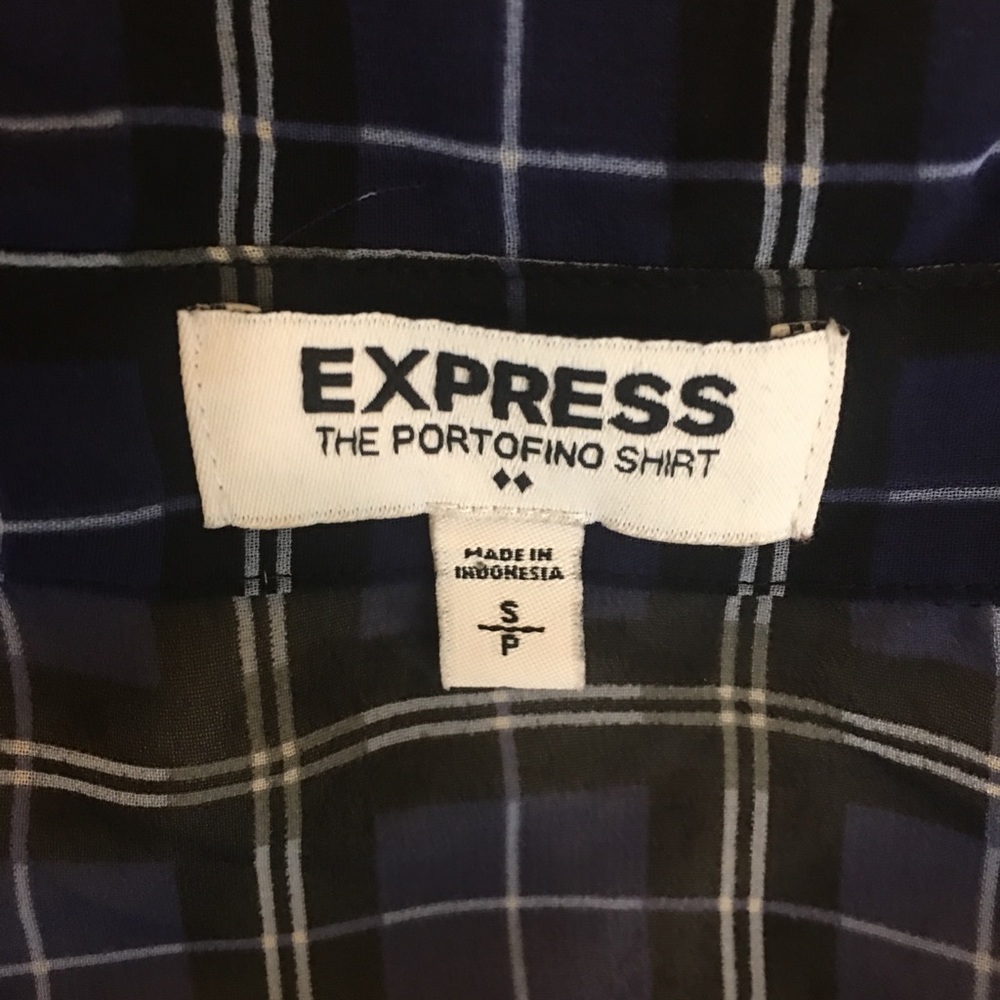 EXPRESS
THE PORTOFINO SHIRT
MADE IN
INDONESIA
S
P